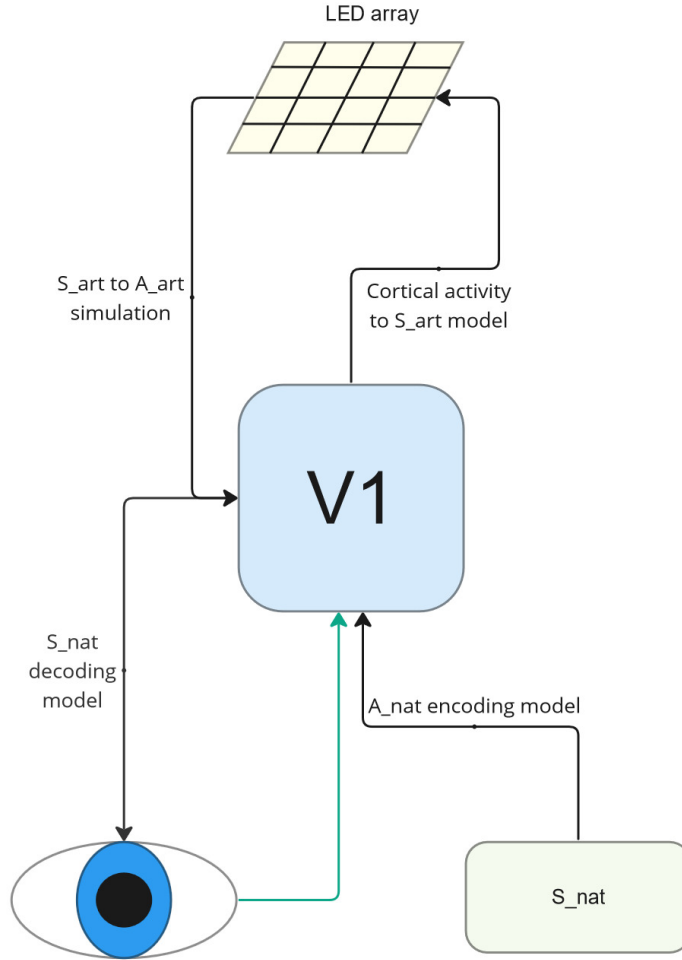 LED array
S_art to A_art
simulation
Cortical activity
to S_art model
V1
S_nat
decoding
model
A_nat encoding model
S_nat